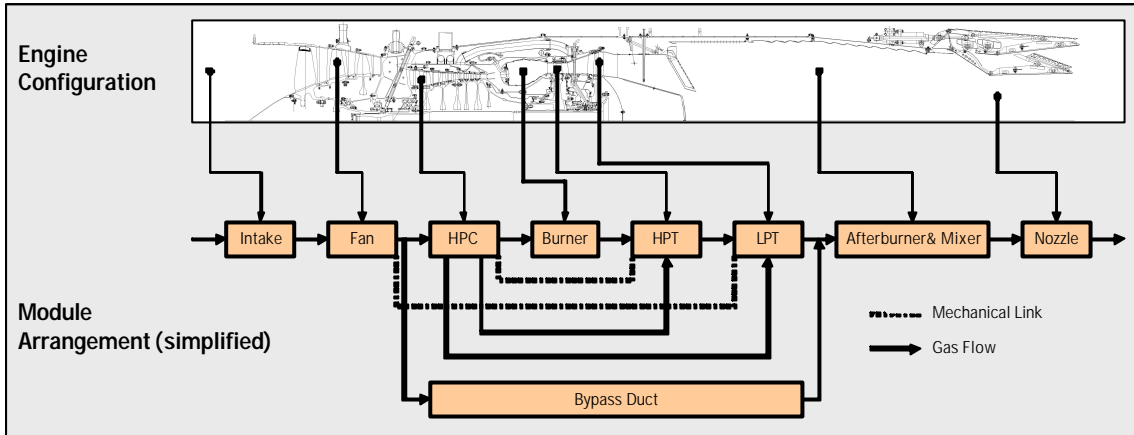 Engine
Configuration
Intake
Fan
HPC
Burner
HPT
LPT
Afterburner& Mixer
Nozzle
Module
Arrangement (simplified)
Mechanical Link
Gas Flow
Bypass Duct